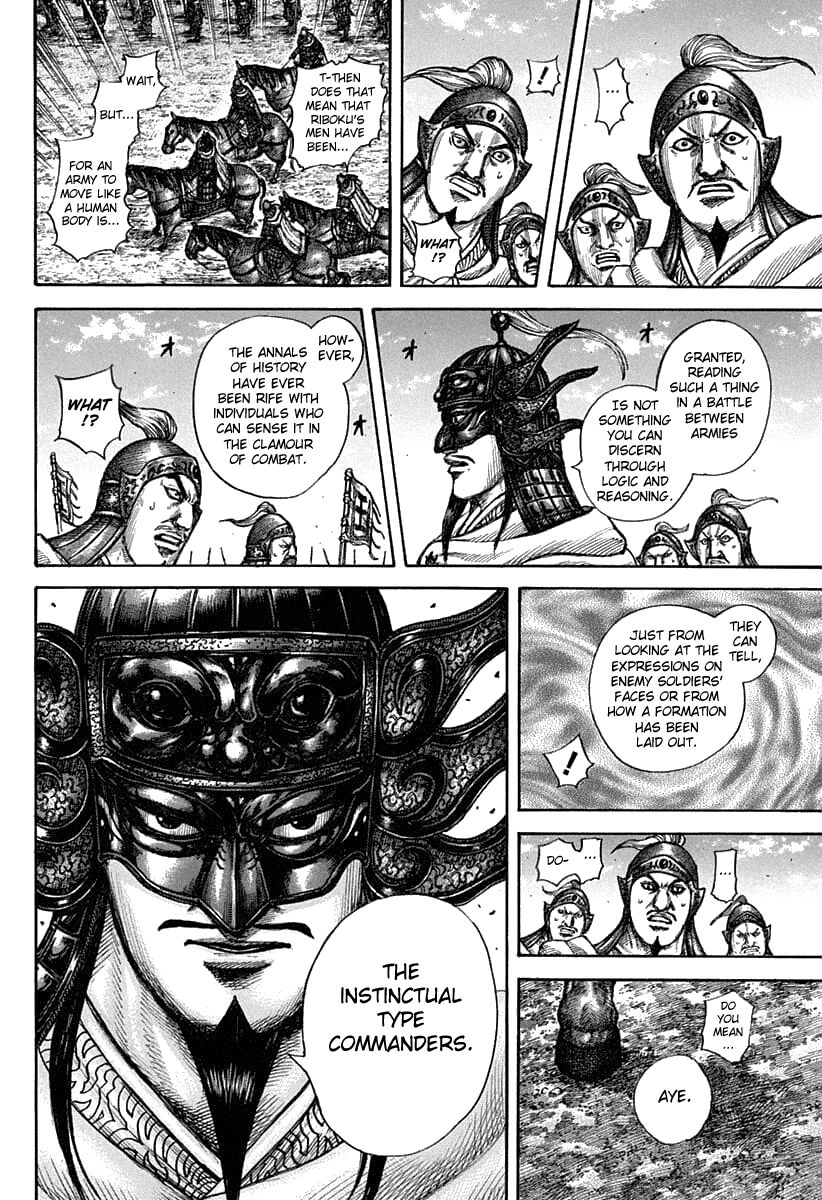 ...
!
WHAT
!?
T-THEN
DOES THAT
MEAN THAT
RIBOKU'S
MEN HAVE
BEEN...
WAIT,
BUT...
FOR AN
ARMY TO
MOVE LIKE
A HUMAN
BODY IS...
GRANTED,
READING
SUCH A THING
IN A BATTLE
BETWEEN
ARMIES
IS NOT
SOMETHING
YOU CAN
DISCERN
THROUGH
LOGIC AND
REASONING.
HOW-
EVER,
THE ANNALS
OF HISTORY
HAVE EVER
BEEN RIFE WITH
INDIVIDUALS WHO
CAN SENSE IT IN
THE CLAMOUR
OF COMBAT.
WHAT
!?
THEY
CAN
TELL,
JUST FROM
LOOKING AT THE
EXPRESSIONS ON
ENEMY SOLDIERS'
FACES OR FROM
HOW A FORMATION
HAS BEEN
LAID OUT.
!
...
DO-
DO
YOU
MEAN
...
AYE.
THE
INSTINCTUAL
TYPE
COMMANDERS.